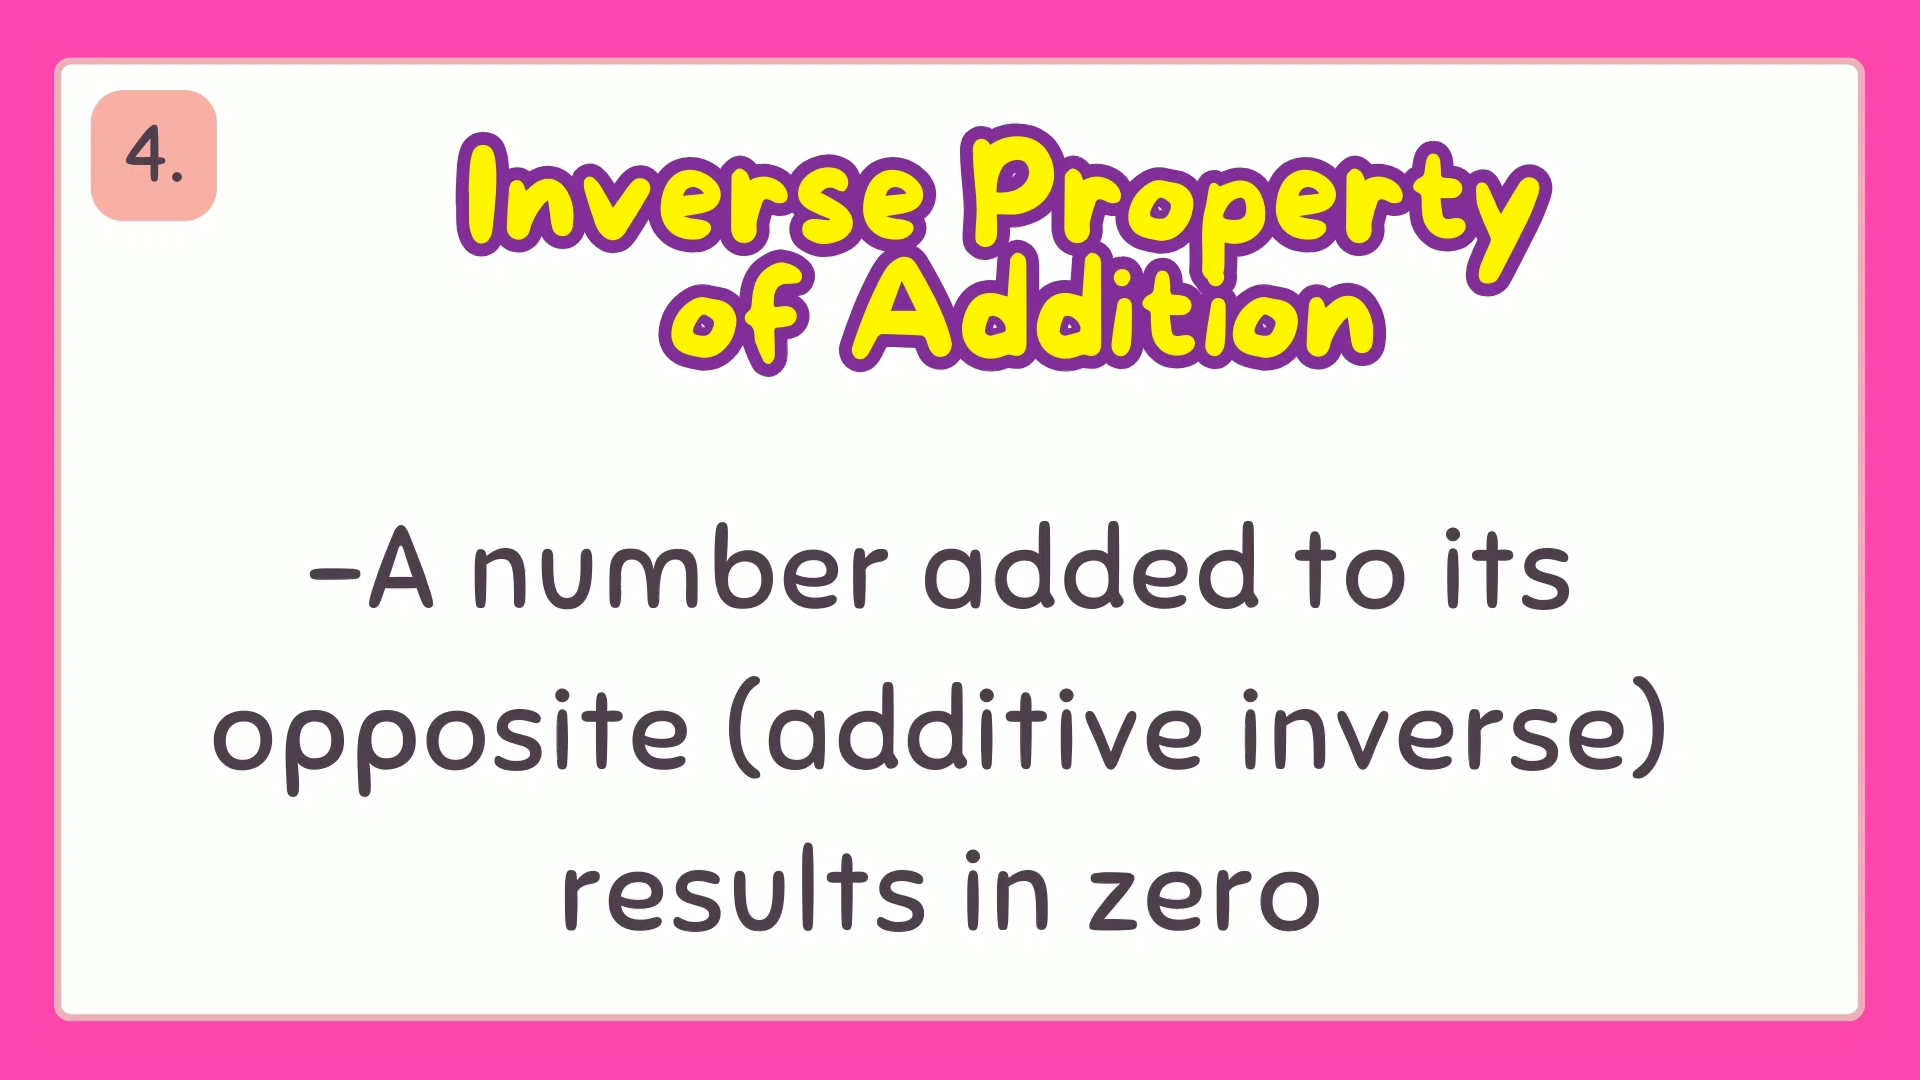 4.
Inverse Property
of Addition
-A number added to its
opposite (additive inverse)
results in zero